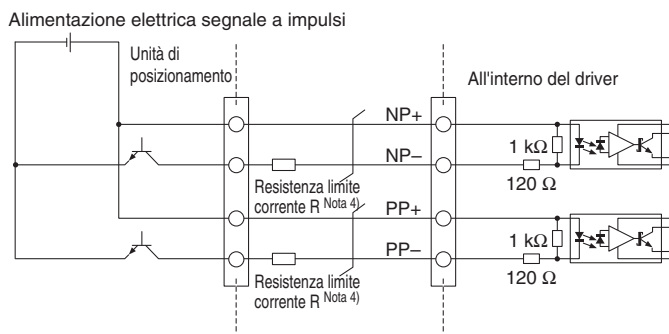 Alimentazione elettrica segnale a impulsi
Unità di
posizionamento
All'interno del driver
NP+
1 kΩ
NP−
Resistenza limite
corrente R Nota 4)
120 Ω
PP+
1 kΩ
PP−
Resistenza limite
corrente R Nota 4)
120 Ω